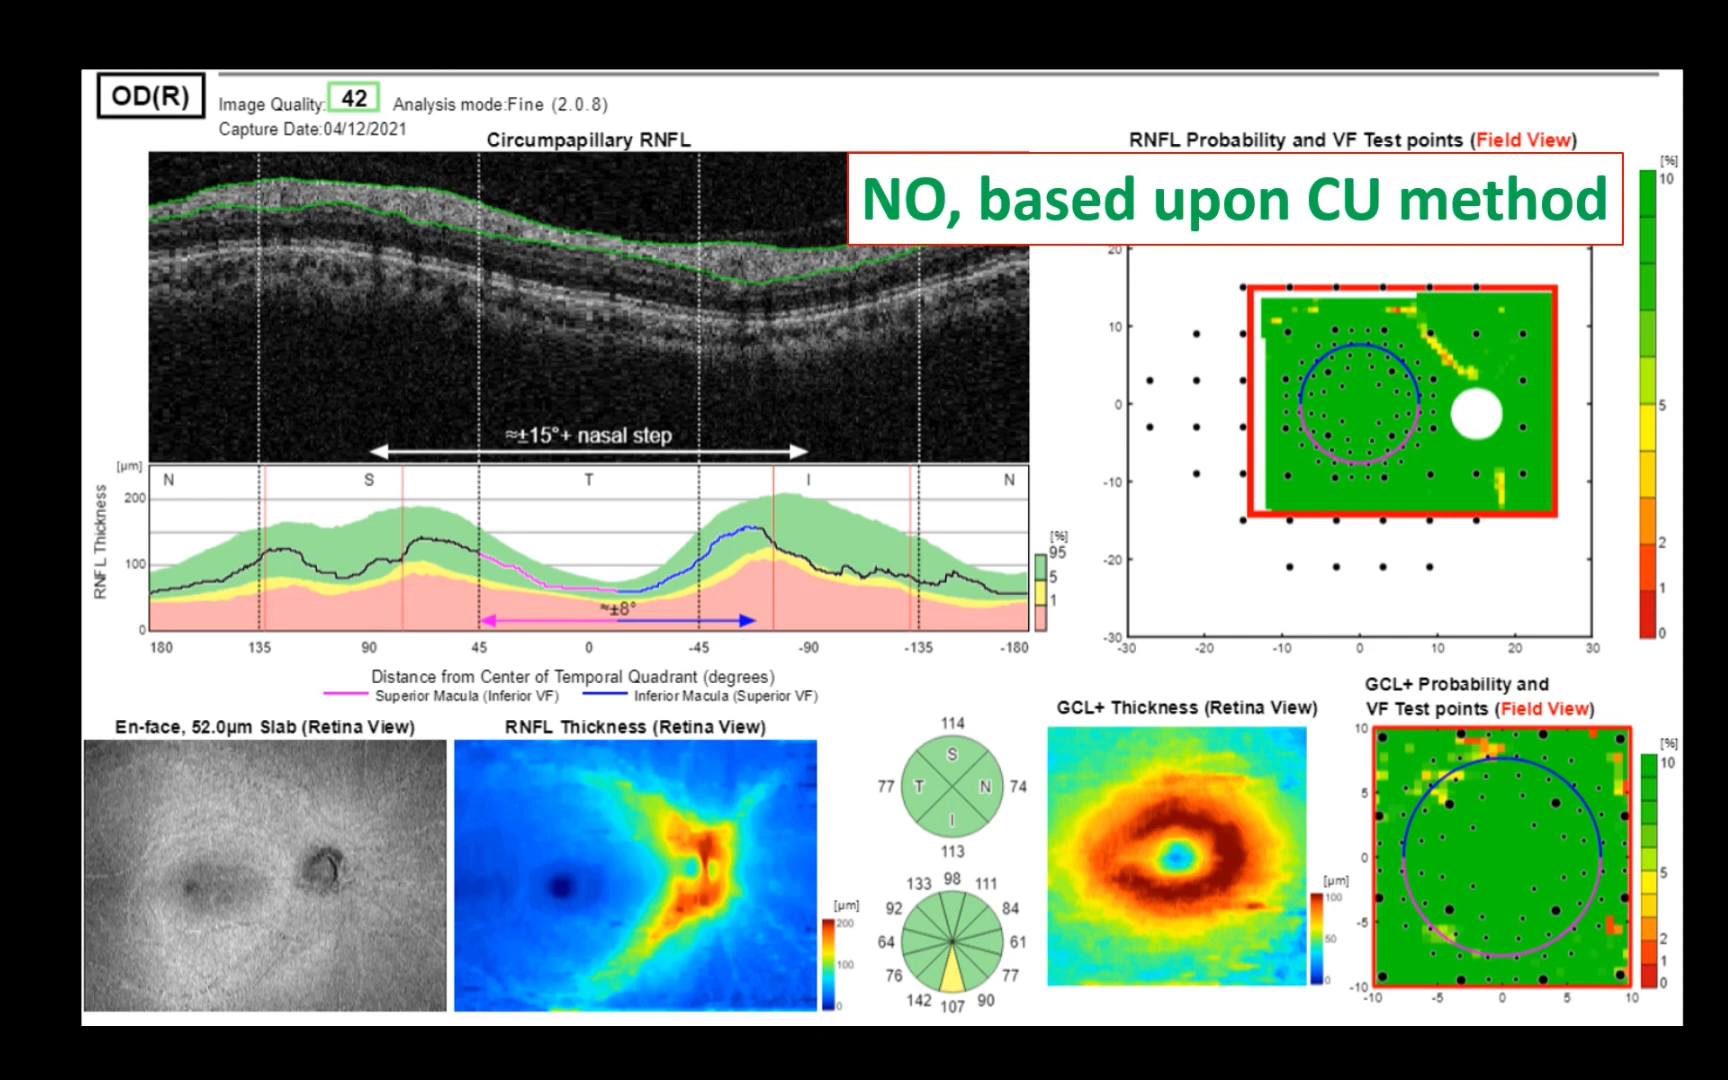 OD(R)
Image Quality: 42 Analysis mode:Fine (2.0.8)
Capture Date:04/12/2021
Circumpapillary RNFL
RNFL Probability and VF Test points (Field View)
NO, based upon CU method
≈±15°+ nasal step
[%]
10
5
2
1
0
20
10
0
-10
-20
-30
-30 -20 -10 0 10 20 30
[µm]
RNFL Thickness
200
100
0
N S T I N
≈±8°
[%]
95
5
1
180 135 90 45 0 -45 -90 -135 -180
Distance from Center of Temporal Quadrant (degrees)
Superior Macula (Inferior VF) Inferior Macula (Superior VF)
En-face, 52.0µm Slab (Retina View)
RNFL Thickness (Retina View)
[µm]
200
100
0
114
S
77 T N 74
I
113
133 98 111
92 84
64 61
76 77
142 107 90
GCL+ Thickness (Retina View)
[µm]
100
50
0
GCL+ Probability and
VF Test points (Field View)
10
5
0
-5
-10
-10 -5 0 5 10
[%]
10
5
2
1
0